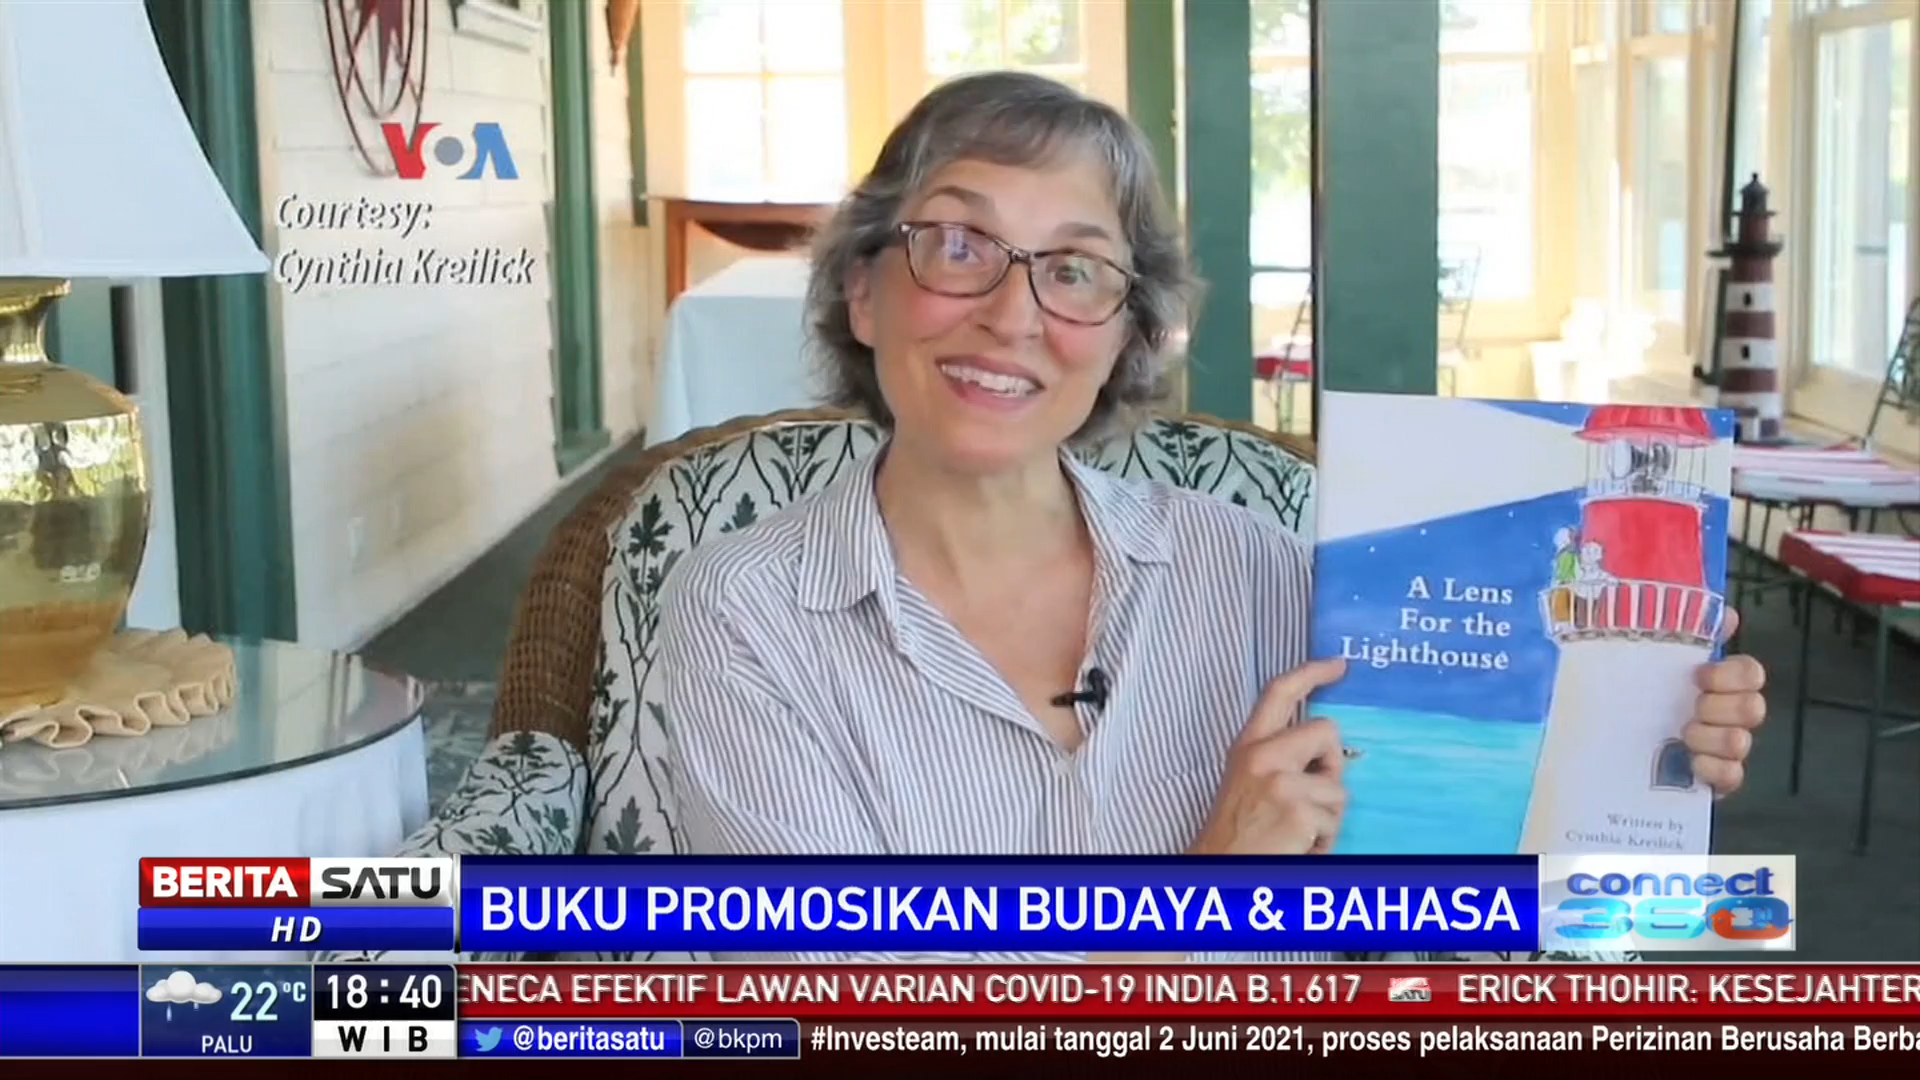 VOA
Courtesy:
Cynthia Kreilick
A Lens
For the
Lighthouse
Written by
Cynthia Kreilick
BERITA SATU
HD
BUKU PROMOSIKAN BUDAYA & BAHASA
connect
360
22°C
PALU
18:40
WIB
ENECA EFEKTIF LAWAN VARIAN COVID-19 INDIA B.1.617 SATU ERICK THOHIR: KESEJAHTER
@beritasatu @bkpm #Investeam, mulai tanggal 2 Juni 2021, proses pelaksanaan Perizinan Berusaha Berba